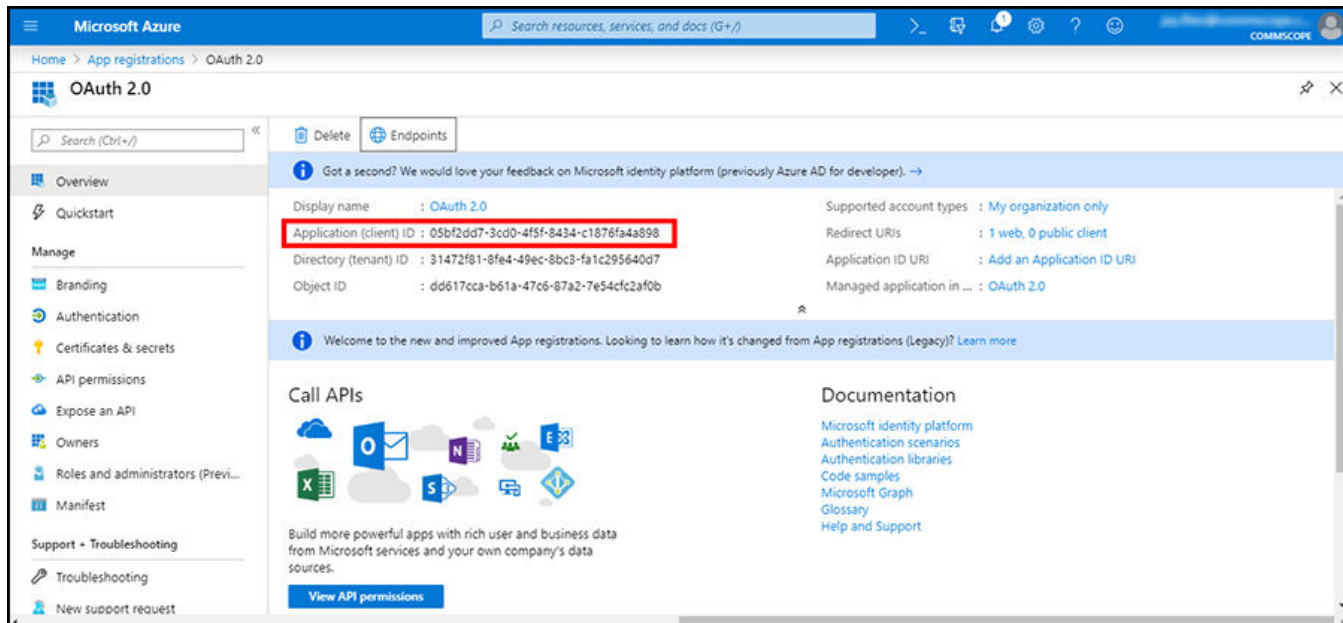 Microsoft Azure
Search resources, services, and docs (G+/)
COMMSCOPE
Home > App registrations > OAuth 2.0
OAuth 2.0
Search (Ctrl+/)
Overview
Quickstart
Manage
Branding
Authentication
Certificates & secrets
API permissions
Expose an API
Owners
Roles and administrators (Previ...
Manifest
Support + Troubleshooting
Troubleshooting
New support request
Delete
Endpoints
Got a second? We would love your feedback on Microsoft identity platform (previously Azure AD for developer). →
Display name : OAuth 2.0
Application (client) ID : 05bf2dd7-3cd0-4f5f-8434-c1876fa4a898
Directory (tenant) ID : 31472f81-8fe4-49ec-8bc3-fa1c295640d7
Object ID : dd617cca-b61a-47c6-87a2-7e54cfc2af0b
Supported account types : My organization only
Redirect URIs : 1 web, 0 public client
Application ID URI : Add an Application ID URI
Managed application in ... : OAuth 2.0
Welcome to the new and improved App registrations. Looking to learn how it's changed from App registrations (Legacy)? Learn more
Call APIs
Build more powerful apps with rich user and business data
from Microsoft services and your own company's data
sources.
View API permissions
Documentation
Microsoft identity platform
Authentication scenarios
Authentication libraries
Code samples
Microsoft Graph
Glossary
Help and Support